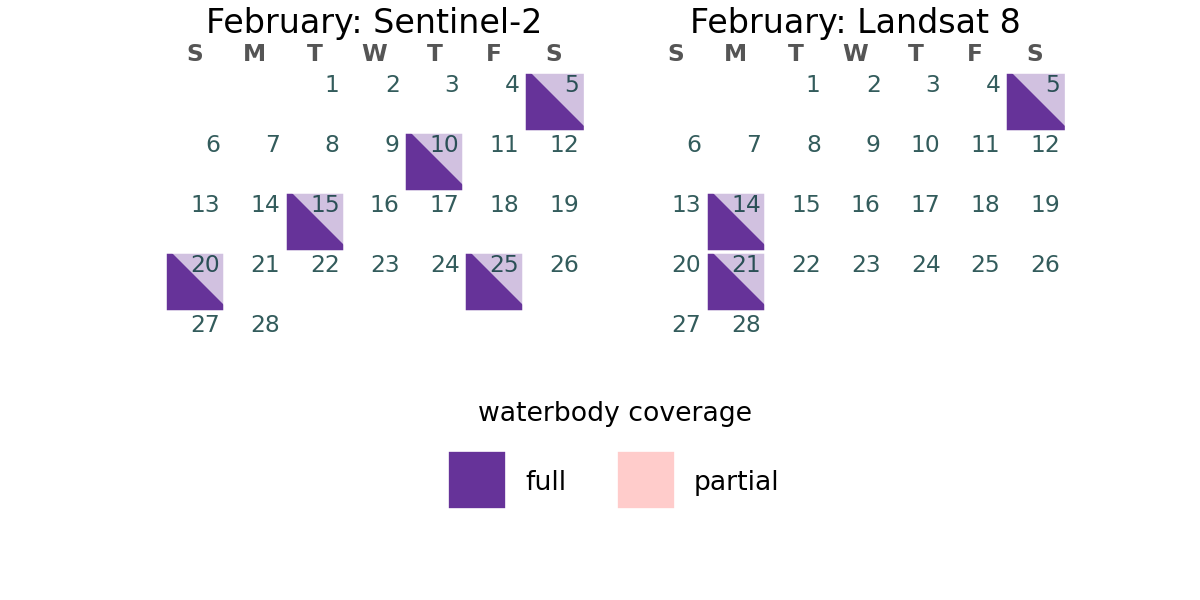 February: Sentinel-2
S M T W T F S
1 2 3 4 5
6 7 8 9 10 11 12
13 14 15 16 17 18 19
20 21 22 23 24 25 26
27 28
February: Landsat 8
S M T W T F S
1 2 3 4 5
6 7 8 9 10 11 12
13 14 15 16 17 18 19
20 21 22 23 24 25 26
27 28
waterbody coverage
full
partial